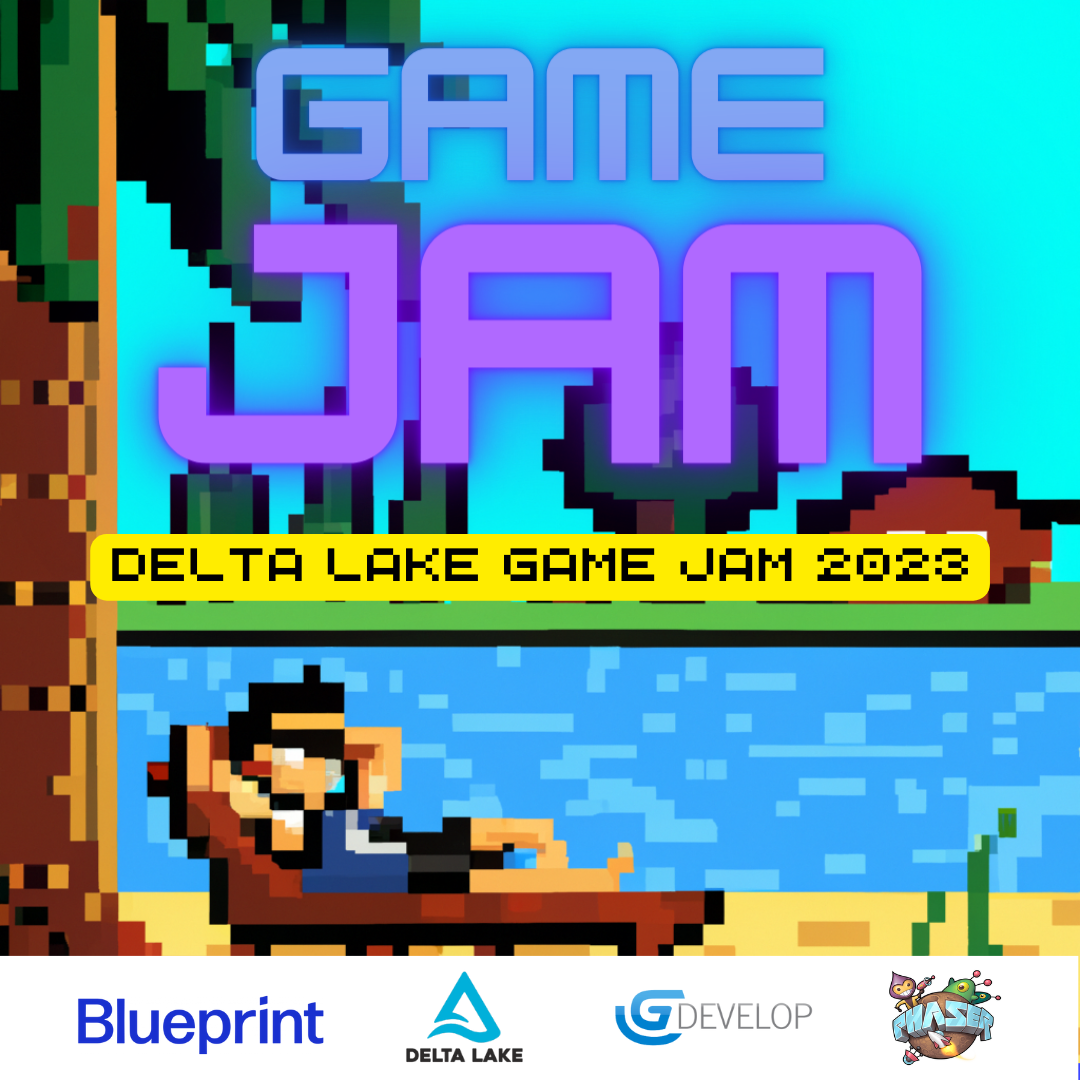 GAME
JAM
DELTA LAKE GAME JAM 2023
Blueprint
DELTA LAKE
GDEVELOP
PHASER